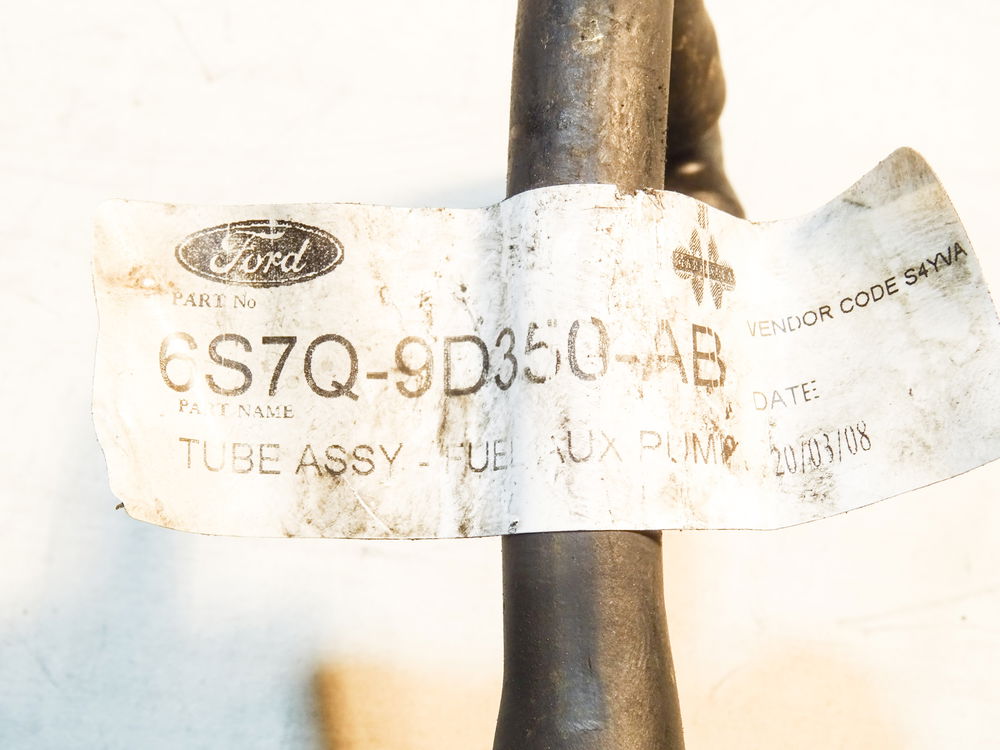 Ford
PART No
6S7Q-9D350-AB
PART NAME
TUBE ASSY - FUEL AUX PUMP
VENDOR CODE S4YVA
DATE:
20/03/08